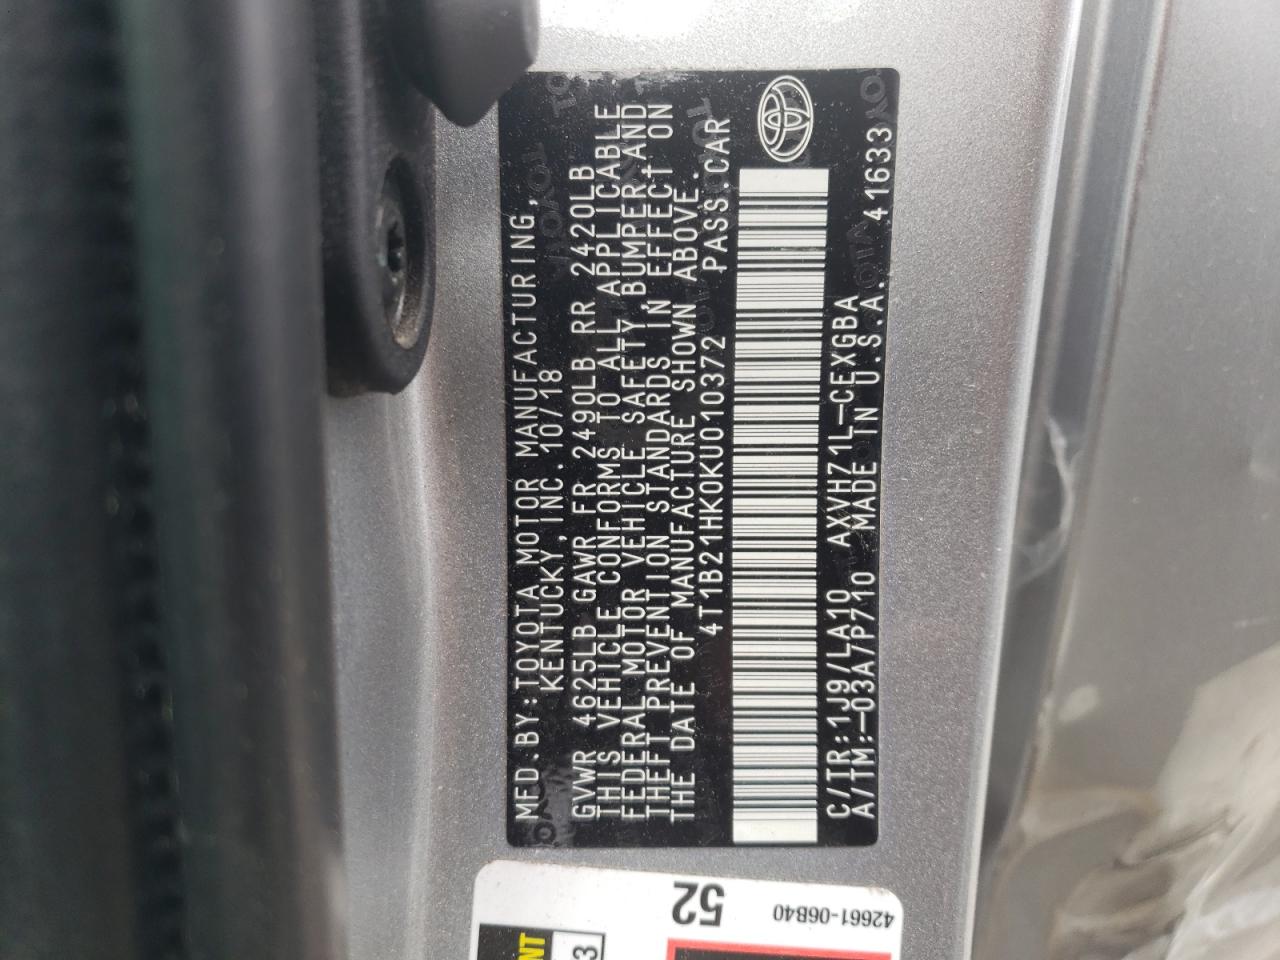 MFD.BY:TOYOTA MOTOR MANUFACTURING,
KENTUCKY,INC. 10/18
GVWR 4625LB GAWR FR 2490LB RR 2420LB
THIS VEHICLE CONFORMS TO ALL APPLICABLE
FEDERAL MOTOR VEHICLE SAFETY,BUMPER,AND
THEFT PREVENTION STANDARDS IN EFFECT ON
THE DATE OF MANUFACTURE SHOWN ABOVE.
4T1B21HK0KU010372 PASS.CAR
C/TR:1J9/LA10 AXVH71L-CEXGBA
A/TM:-03A/P710 MADE IN U.S.A. 41633
52
42661-06B40
3